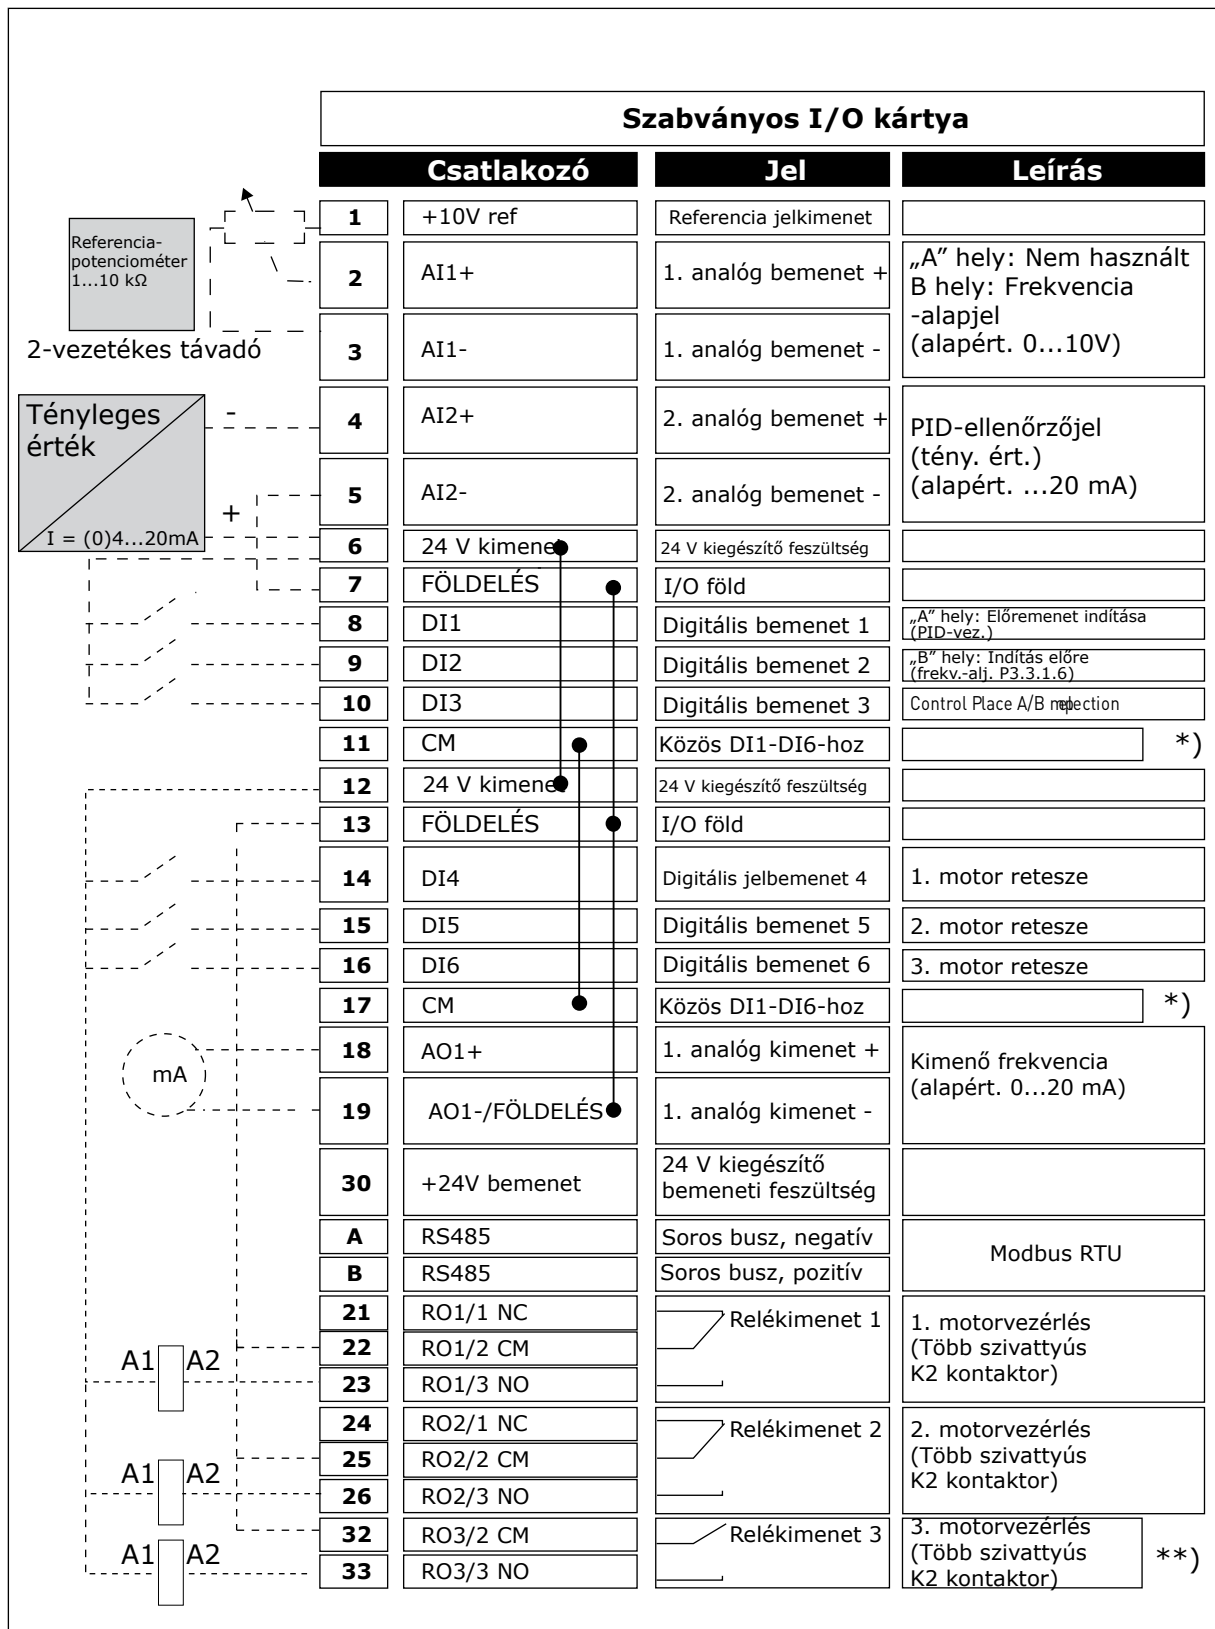 Szabványos I/O kártya
Csatlakozó Jel Leírás
Referencia-
potenciométer
1...10 kΩ
2-vezetékes távadó
Tényleges
érték
I = (0)4...20mA
-
+
1 +10V ref Referencia jelkimenet
2 AI1+ 1. analóg bemenet +
„A” hely: Nem használt
B hely: Frekvencia
-alapjel
(alapért. 0...10V)
3 AI1- 1. analóg bemenet -
4 AI2+ 2. analóg bemenet +
PID-ellenőrzőjel
(tény. ért.)
(alapért. ...20 mA)
5 AI2- 2. analóg bemenet -
6 24 V kimenet 24 V kiegészítő feszültség
7 FÖLDELÉS I/O föld
8 DI1 Digitális bemenet 1
„A” hely: Előremenet indítása
(PID-vez.)
9 DI2 Digitális bemenet 2
„B” hely: Indítás előre
(frekv.-alj. P3.3.1.6)
10 DI3 Digitális bemenet 3 Control Place A/B
11 CM Közös DI1-DI6-hoz *)
12 24 V kimenet 24 V kiegészítő feszültség
13 FÖLDELÉS I/O föld
14 DI4 Digitális jelbemenet 4 1. motor retesze
15 DI5 Digitális bemenet 5 2. motor retesze
16 DI6 Digitális bemenet 6 3. motor retesze
17 CM Közös DI1-DI6-hoz *)
mA
18 AO1+ 1. analóg kimenet +
Kimenő frekvencia
(alapért. 0...20 mA)
19 AO1-/FÖLDELÉS 1. analóg kimenet -
30 +24V bemenet
24 V kiegészítő
bemeneti feszültség
A RS485 Soros busz, negatív
Modbus RTU
B RS485 Soros busz, pozitív
21 RO1/1 NC Relékimenet 1
22 RO1/2 CM
23 RO1/3 NO
1. motorvezérlés
(Több szivattyús
K2 kontaktor)
A1 A2
24 RO2/1 NC Relékimenet 2
25 RO2/2 CM
26 RO2/3 NO
2. motorvezérlés
(Több szivattyús
K2 kontaktor)
A1 A2
32 RO3/2 CM Relékimenet 3
33 RO3/3 NO
3. motorvezérlés
(Több szivattyús
K2 kontaktor)
**)
A1 A2